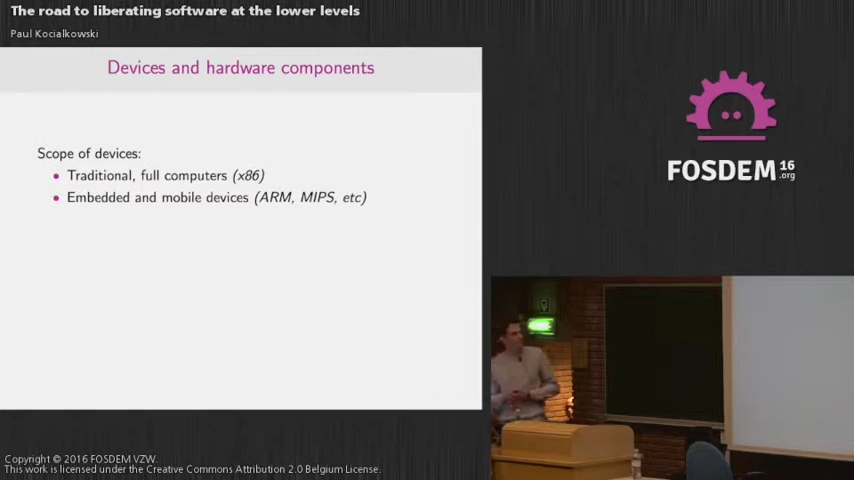 The road to liberating software at the lower levels
Paul Kocialkowski
Devices and hardware components
Scope of devices:
• Traditional, full computers (x86)
• Embedded and mobile devices (ARM, MIPS, etc)
FOSDEM 16
.org
Copyright © 2016 FOSDEM VZW.
This work is licensed under the Creative Commons Attribution 2.0 Belgium License.